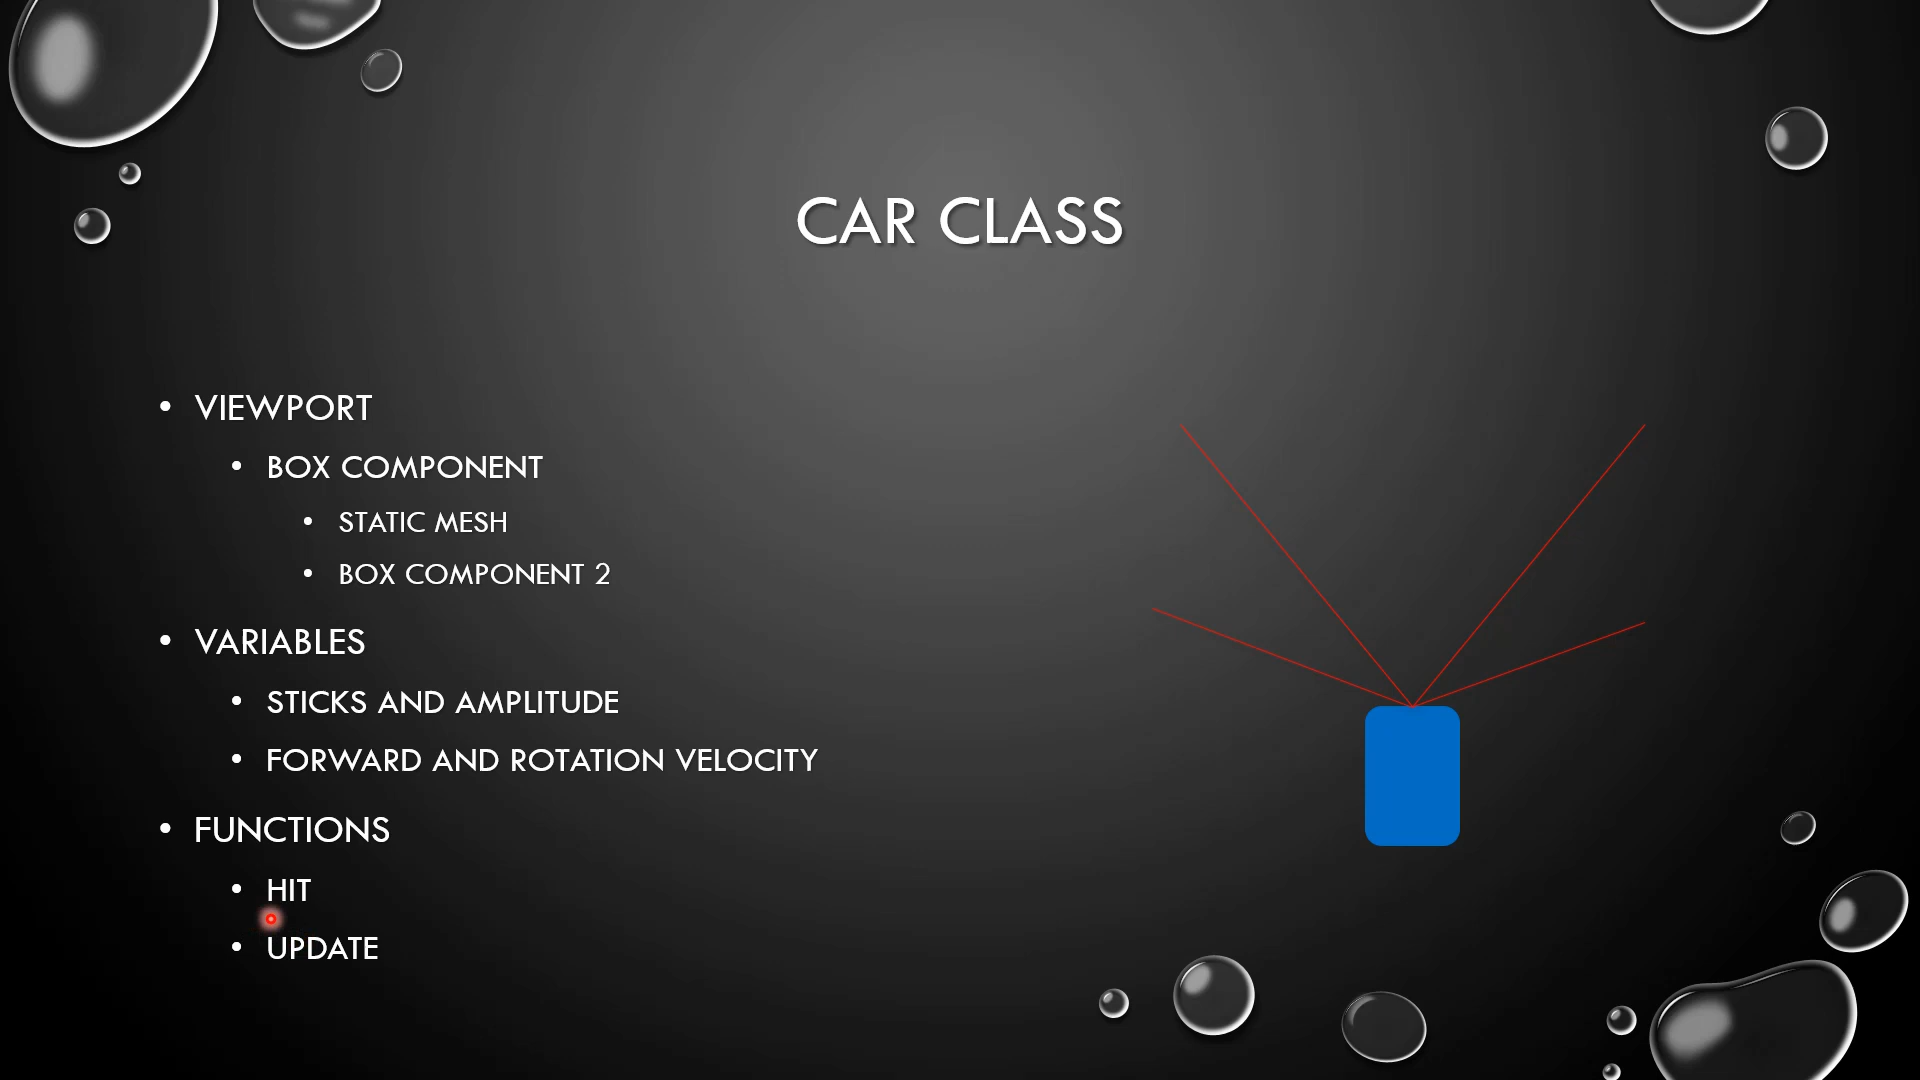 CAR CLASS
• VIEWPORT
• BOX COMPONENT
• STATIC MESH
• BOX COMPONENT 2
• VARIABLES
• STICKS AND AMPLITUDE
• FORWARD AND ROTATION VELOCITY
• FUNCTIONS
• HIT
• UPDATE